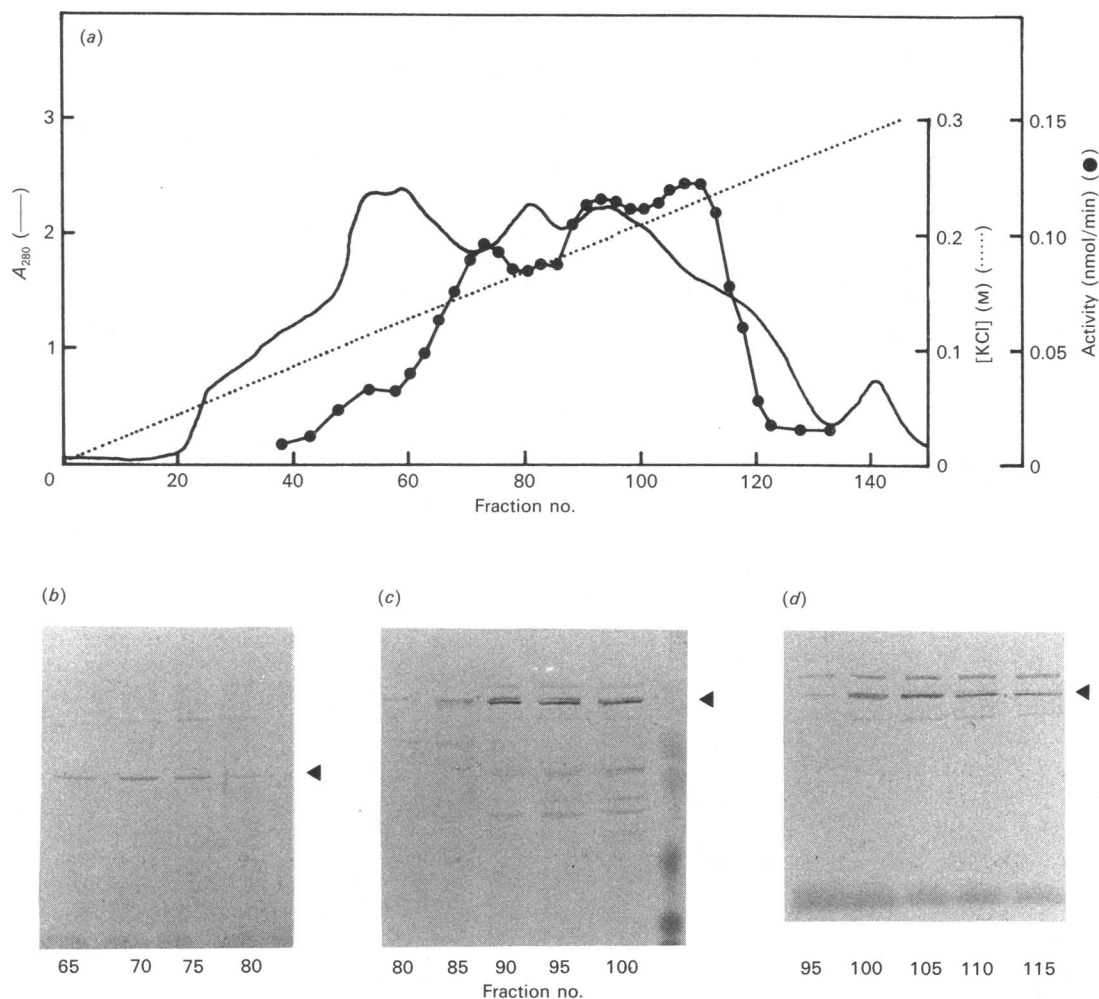 (a)
3
2
1
0
A280 (——)
0.3
0.2
0.1
0
[KCl] (M) (......)
0.15
0.10
0.05
0
Activity (nmol/min) (●)
0
20
40
60
80
100
120
140
Fraction no.
(b)
(c)
(d)
65 70 75 80
80 85 90 95 100
95 100 105 110 115
Fraction no.